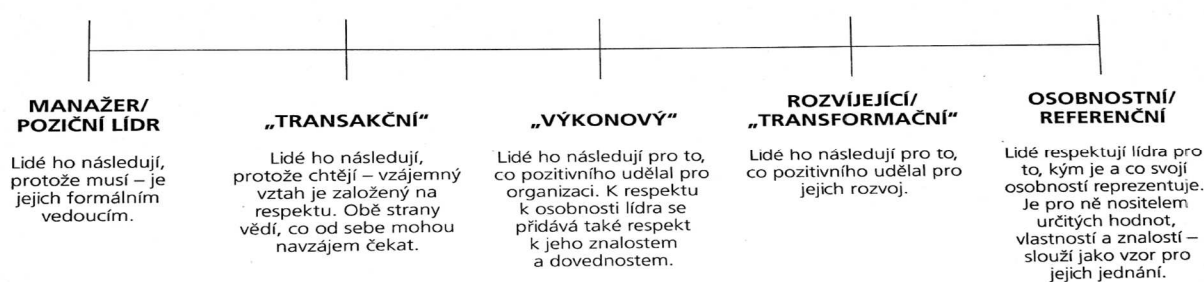 MANAŽER/
POZIČNÍ LÍDR
Lidé ho následují,
protože musí – je
jejich formálním
vedoucím.
„TRANSAKČNÍ“
Lidé ho následují,
protože chtějí – vzájemný
vztah je založený na
respektu. Obě strany
vědí, co od sebe mohou
navzájem čekat.
„VÝKONOVÝ“
Lidé ho následují pro to,
co pozitivního udělal pro
organizaci. K respektu
k osobnosti lídra se
přidává také respekt
k jeho znalostem
a dovednostem.
ROZVÍJEJÍCÍ/
„TRANSFORMAČNÍ“
Lidé ho následují pro to,
co pozitivního udělal pro
jejich rozvoj.
OSOBNOSTNÍ/
REFERENČNÍ
Lidé respektují lídra pro
to, kým je a co svojí
osobností reprezentuje.
Je pro ně nositelem
určitých hodnot,
vlastností a znalostí –
slouží jako vzor pro
jejich jednání.